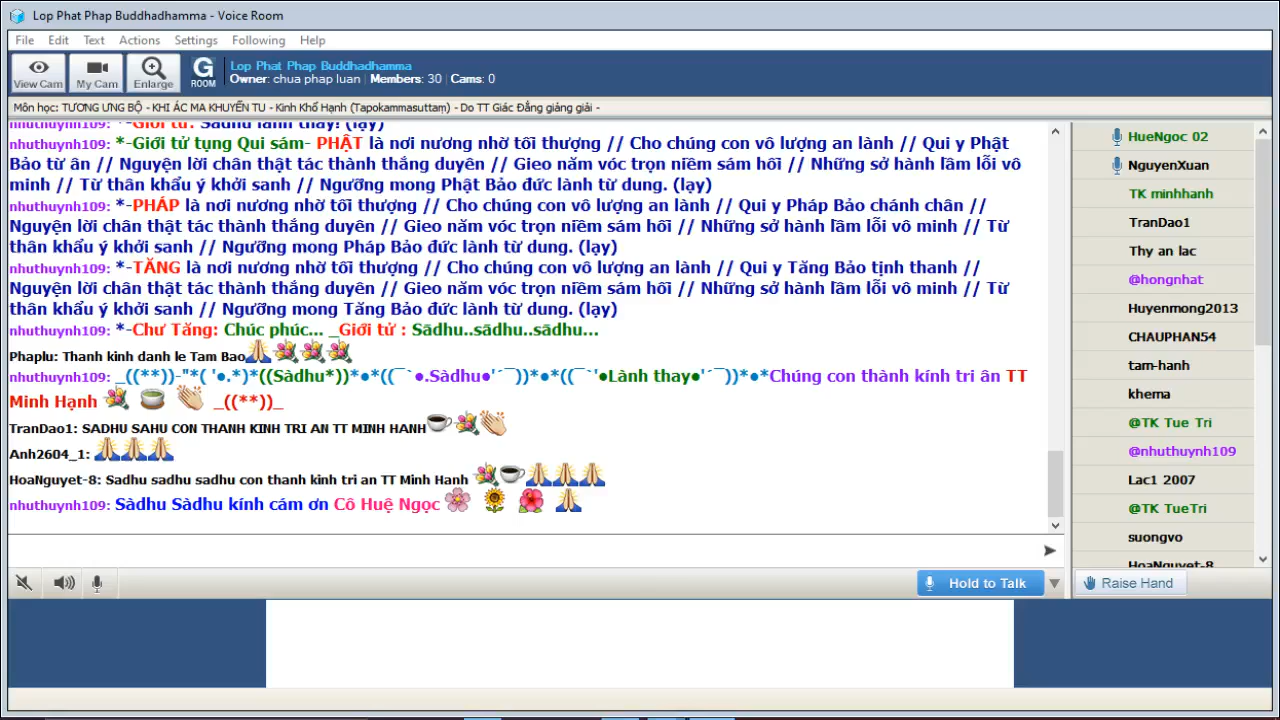 Lop Phat Phap Buddhadhamma - Voice Room
File Edit Text Actions Settings Following Help
View Cam My Cam Enlarge G ROOM
Lop Phat Phap Buddhadhamma
Owner: chua phap luan | Members: 30 | Cams: 0
Môn học: TƯƠNG ƯNG BỘ - KHI ÁC MA KHUYẾN TU - Kinh Khổ Hạnh (Tapokammasuttaṃ) - Do TT Giác Đẳng giảng giải -
nhuthuynh109: *-Giới tử: Sadhu lành thay! (lạy)
nhuthuynh109: *-Giới tử tụng Qui sám- PHẬT là nơi nương nhờ tối thượng // Cho chúng con vô lượng an lành // Qui y Phật
Bảo từ ân // Nguyện lời chân thật tác thành thắng duyên // Gieo năm vóc trọn niềm sám hối // Những sở hành lầm lỗi vô
minh // Từ thân khẩu ý khởi sanh // Ngưỡng mong Phật Bảo đức lành từ dung. (lạy)
nhuthuynh109: *-PHÁP là nơi nương nhờ tối thượng // Cho chúng con vô lượng an lành // Qui y Pháp Bảo chánh chân //
Nguyện lời chân thật tác thành thắng duyên // Gieo năm vóc trọn niềm sám hối // Những sở hành lầm lỗi vô minh // Từ
thân khẩu ý khởi sanh // Ngưỡng mong Pháp Bảo đức lành từ dung. (lạy)
nhuthuynh109: *-TĂNG là nơi nương nhờ tối thượng // Cho chúng con vô lượng an lành // Qui y Tăng Bảo tịnh thanh //
Nguyện lời chân thật tác thành thắng duyên // Gieo năm vóc trọn niềm sám hối // Những sở hành lầm lỗi vô minh // Từ
thân khẩu ý khởi sanh // Ngưỡng mong Tăng Bảo đức lành từ dung. (lạy)
nhuthuynh109: *-Chư Tăng: Chúc phúc... _Giới tử : Sādhu..sādhu..sādhu...
Phaplu: Thanh kinh danh le Tam Bao
nhuthuynh109: _((**))-"*( '●.*)*((Sàdhu*))*●*((¯`●.Sàdhu●'´¯))*●*((¯`'●Lành thay●'´¯))*●*Chúng con thành kính tri ân TT
Minh Hạnh _((**))_
TranDao1: SADHU SAHU CON THANH KINH TRI AN TT MINH HANH
Anh2604_1:
HoaNguyet-8: Sadhu sadhu sadhu con thanh kinh tri an TT Minh Hanh
nhuthuynh109: Sàdhu Sàdhu kính cám ơn Cô Huệ Ngọc
Hold to Talk
HueNgoc 02
NguyenXuan
TK minhhanh
TranDao1
Thy an lac
@hongnhat
Huyenmong2013
CHAUPHAN54
tam-hanh
khema
@TK Tue Tri
@nhuthuynh109
Lac1 2007
@TK TueTri
suongvo
HoaNguyet-8
Raise Hand